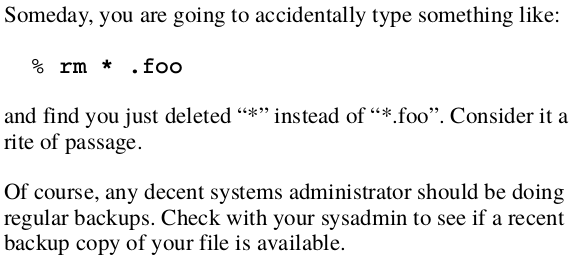 Someday, you are going to accidentally type something like:
% rm * .foo
and find you just deleted “*” instead of “*.foo”. Consider it a
rite of passage.
Of course, any decent systems administrator should be doing
regular backups. Check with your sysadmin to see if a recent
backup copy of your file is available.